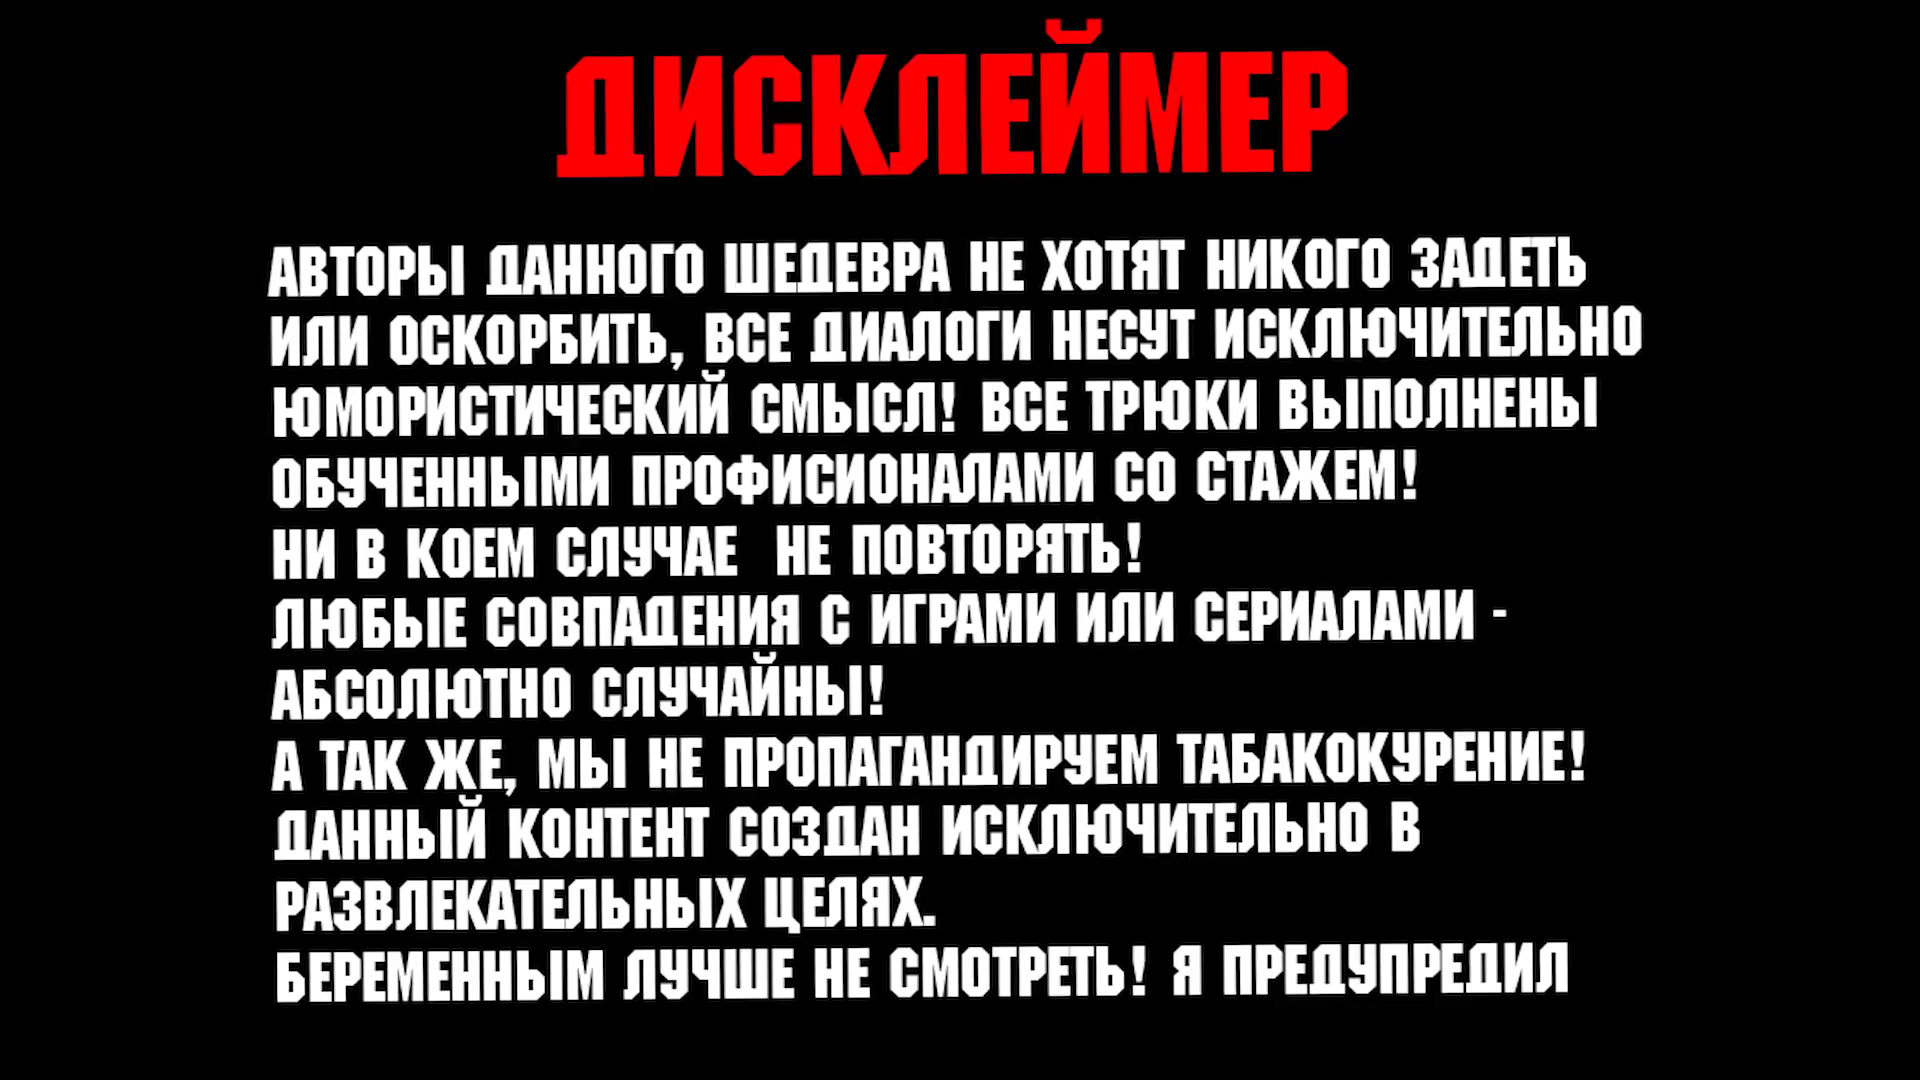 ДИСКЛЕЙМЕР
АВТОРЫ ДАННОГО ШЕДЕВРА НЕ ХОТЯТ НИКОГО ЗАДЕТЬ
ИЛИ ОСКОРБИТЬ, ВСЕ ДИАЛОГИ НЕСУТ ИСКЛЮЧИТЕЛЬНО
ЮМОРИСТИЧЕСКИЙ СМЫСЛ! ВСЕ ТРЮКИ ВЫПОЛНЕНЫ
ОБУЧЕННЫМИ ПРОФИСИОНАЛАМИ СО СТАЖЕМ!
НИ В КОЕМ СЛУЧАЕ НЕ ПОВТОРЯТЬ!
ЛЮБЫЕ СОВПАДЕНИЯ С ИГРАМИ ИЛИ СЕРИАЛАМИ -
АБСОЛЮТНО СЛУЧАЙНЫ!
А ТАК ЖЕ, МЫ НЕ ПРОПАГАНДИРУЕМ ТАБАКОКУРЕНИЕ!
ДАННЫЙ КОНТЕНТ СОЗДАН ИСКЛЮЧИТЕЛЬНО В
РАЗВЛЕКАТЕЛЬНЫХ ЦЕЛЯХ.
БЕРЕМЕННЫМ ЛУЧШЕ НЕ СМОТРЕТЬ! Я ПРЕДУПРЕДИЛ